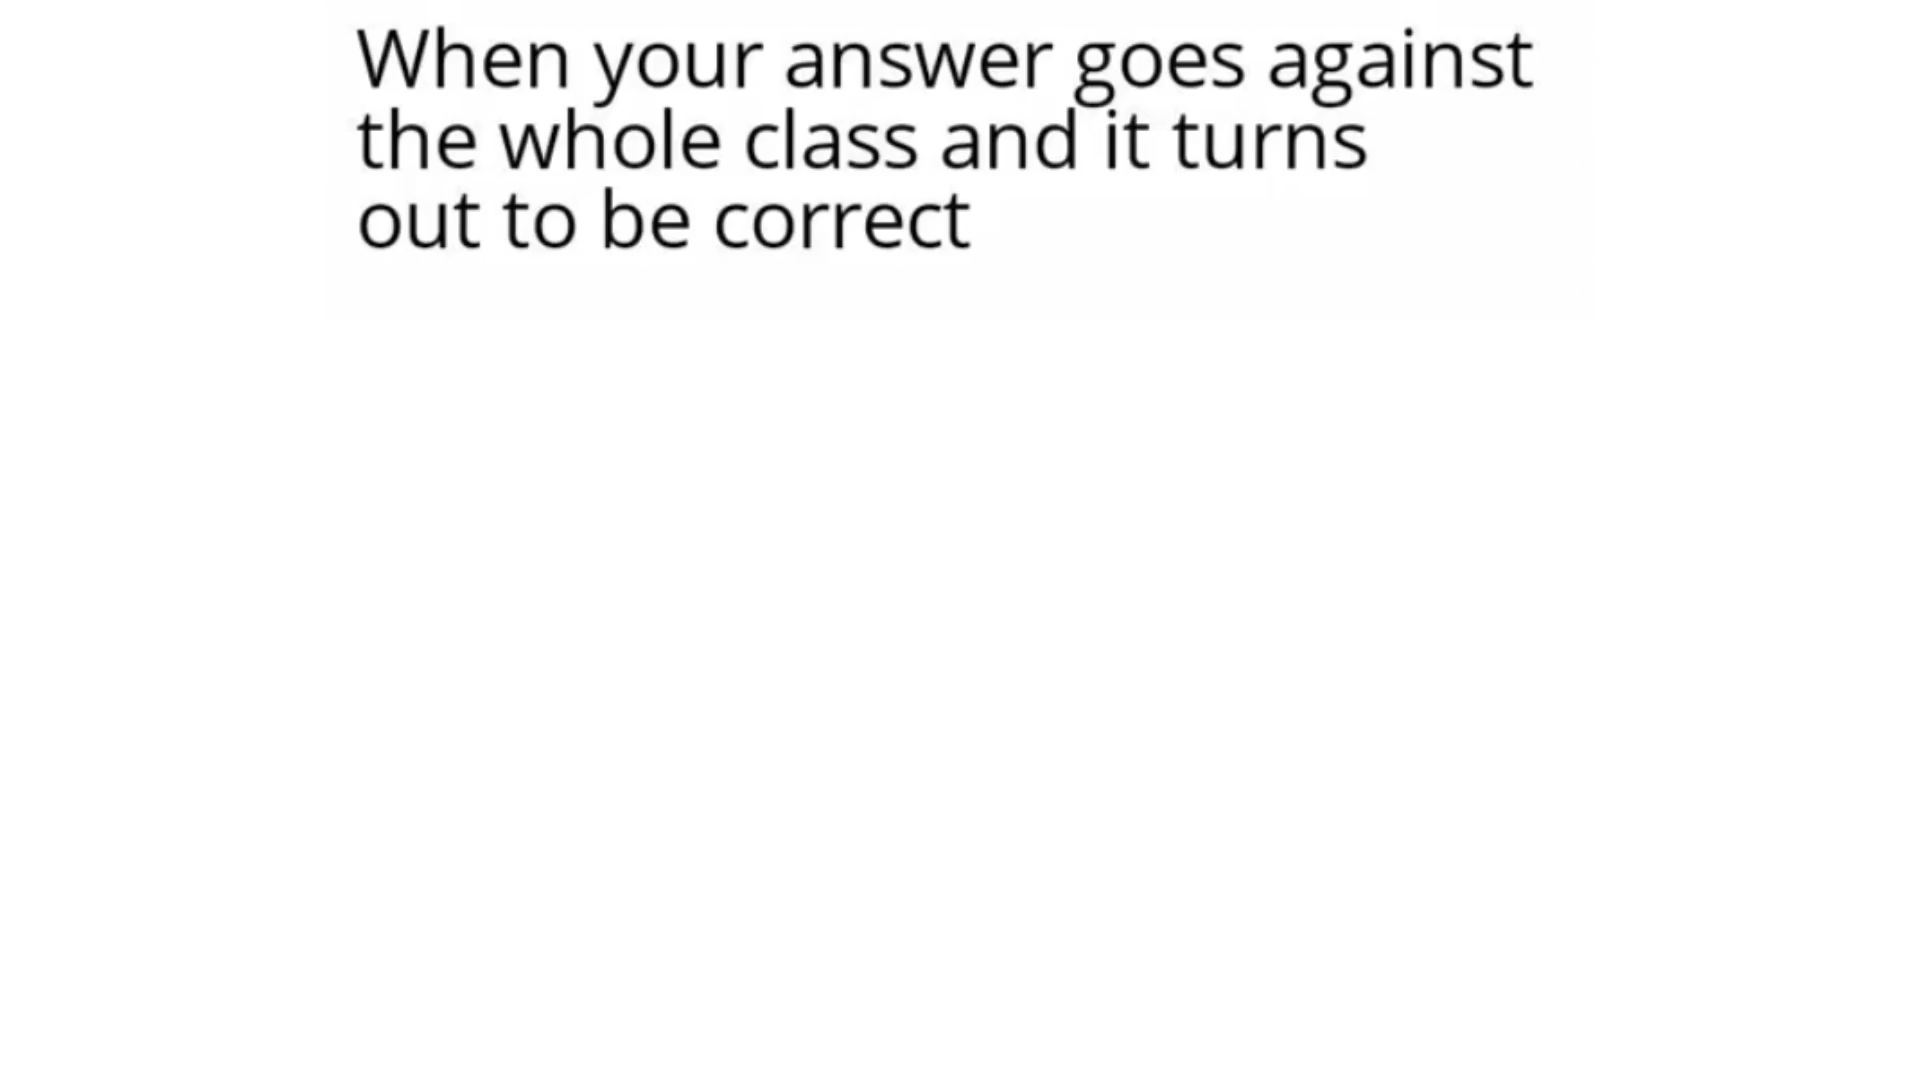 When your answer goes against
the whole class and it turns
out to be correct